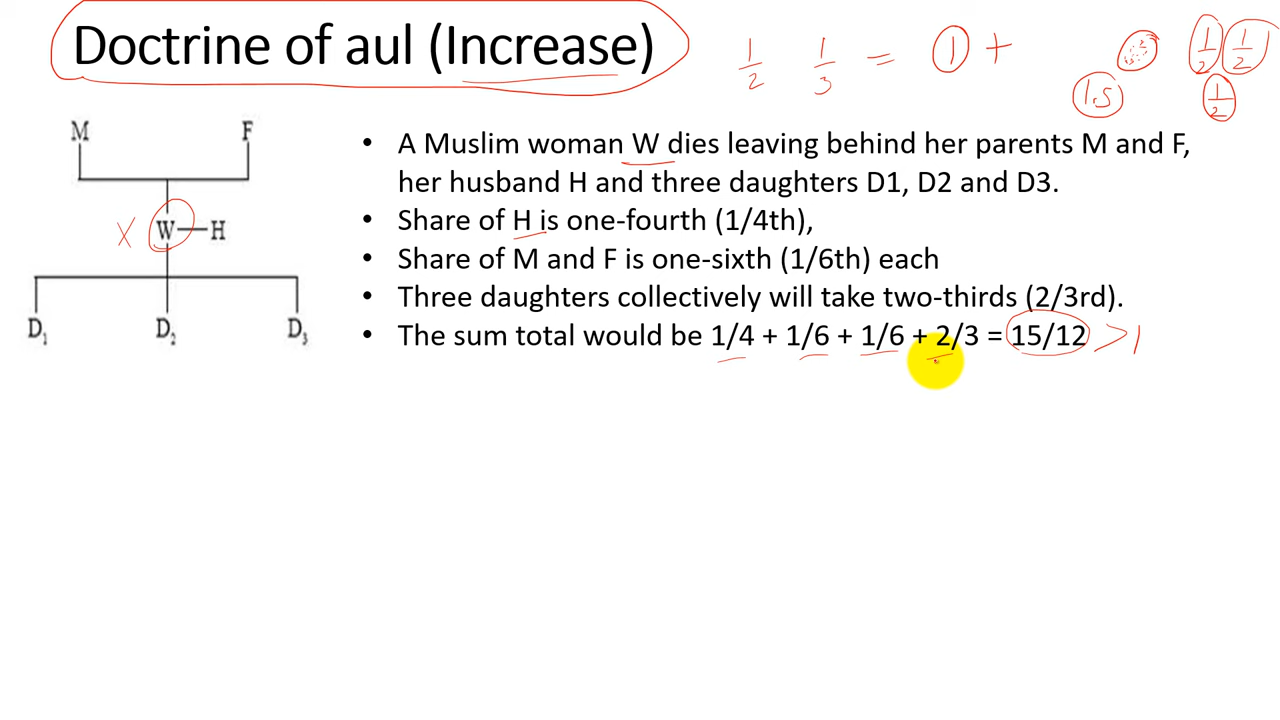 Doctrine of aul (Increase)
1/2 1/3 = 1 +
1/2 1/2
1.5
1/2
M F
X W H
D1 D2 D3
• A Muslim woman W dies leaving behind her parents M and F,
her husband H and three daughters D1, D2 and D3.
• Share of H is one-fourth (1/4th),
• Share of M and F is one-sixth (1/6th) each
• Three daughters collectively will take two-thirds (2/3rd).
• The sum total would be 1/4 + 1/6 + 1/6 + 2/3 = 15/12 >1